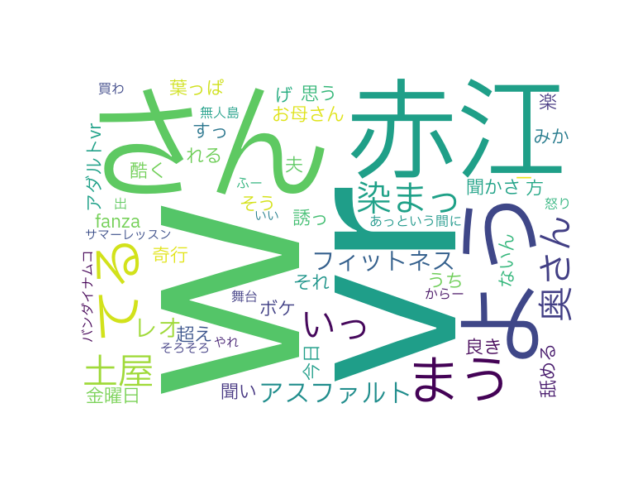 買わ
葉っぱ
さん
げ
思う
赤江
楽
無人島
お母さん
アダルトvr
すっ
みか
酷く
れる
夫
ふー
染まっ
聞かさ
方
ー
出
fanza
そう
いい
誘っ
あっという間に
よう
怒り
サマーレッスン
w
vr
奥さん
バンダイナムコ
てる
奇行
それ
フィットネス
うち
ないん
からー
舞台
レオ
超え
ボケ
いっ
そろそろ
やれ
今日
良き
土屋
金曜日
聞い
アスファルト
まう
舐める